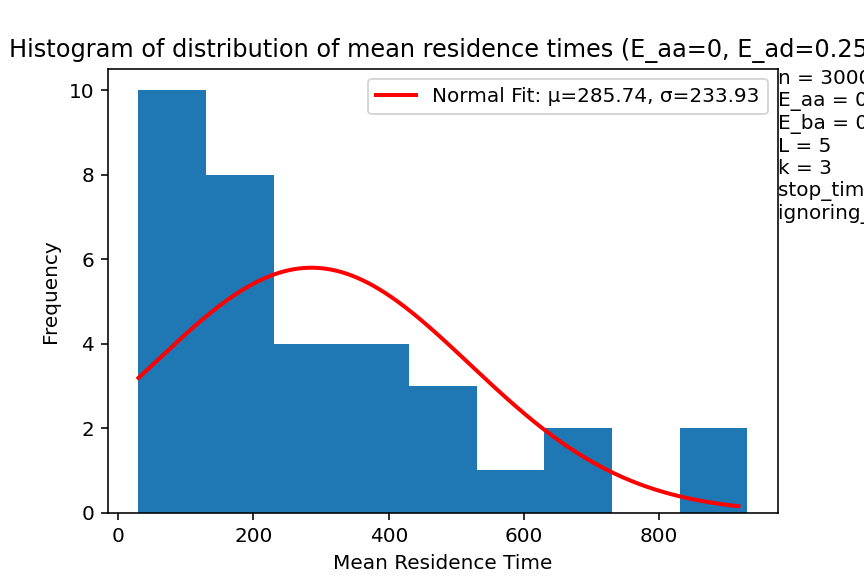 Histogram of distribution of mean residence times (E_aa=0, E_ad=0.25
Normal Fit: μ=285.74, σ=233.93
n = 3000
E_aa = 0
E_ba = 0
L = 5
k = 3
stop_tim
ignoring_
Frequency
10
8
6
4
2
0
0 200 400 600 800
Mean Residence Time